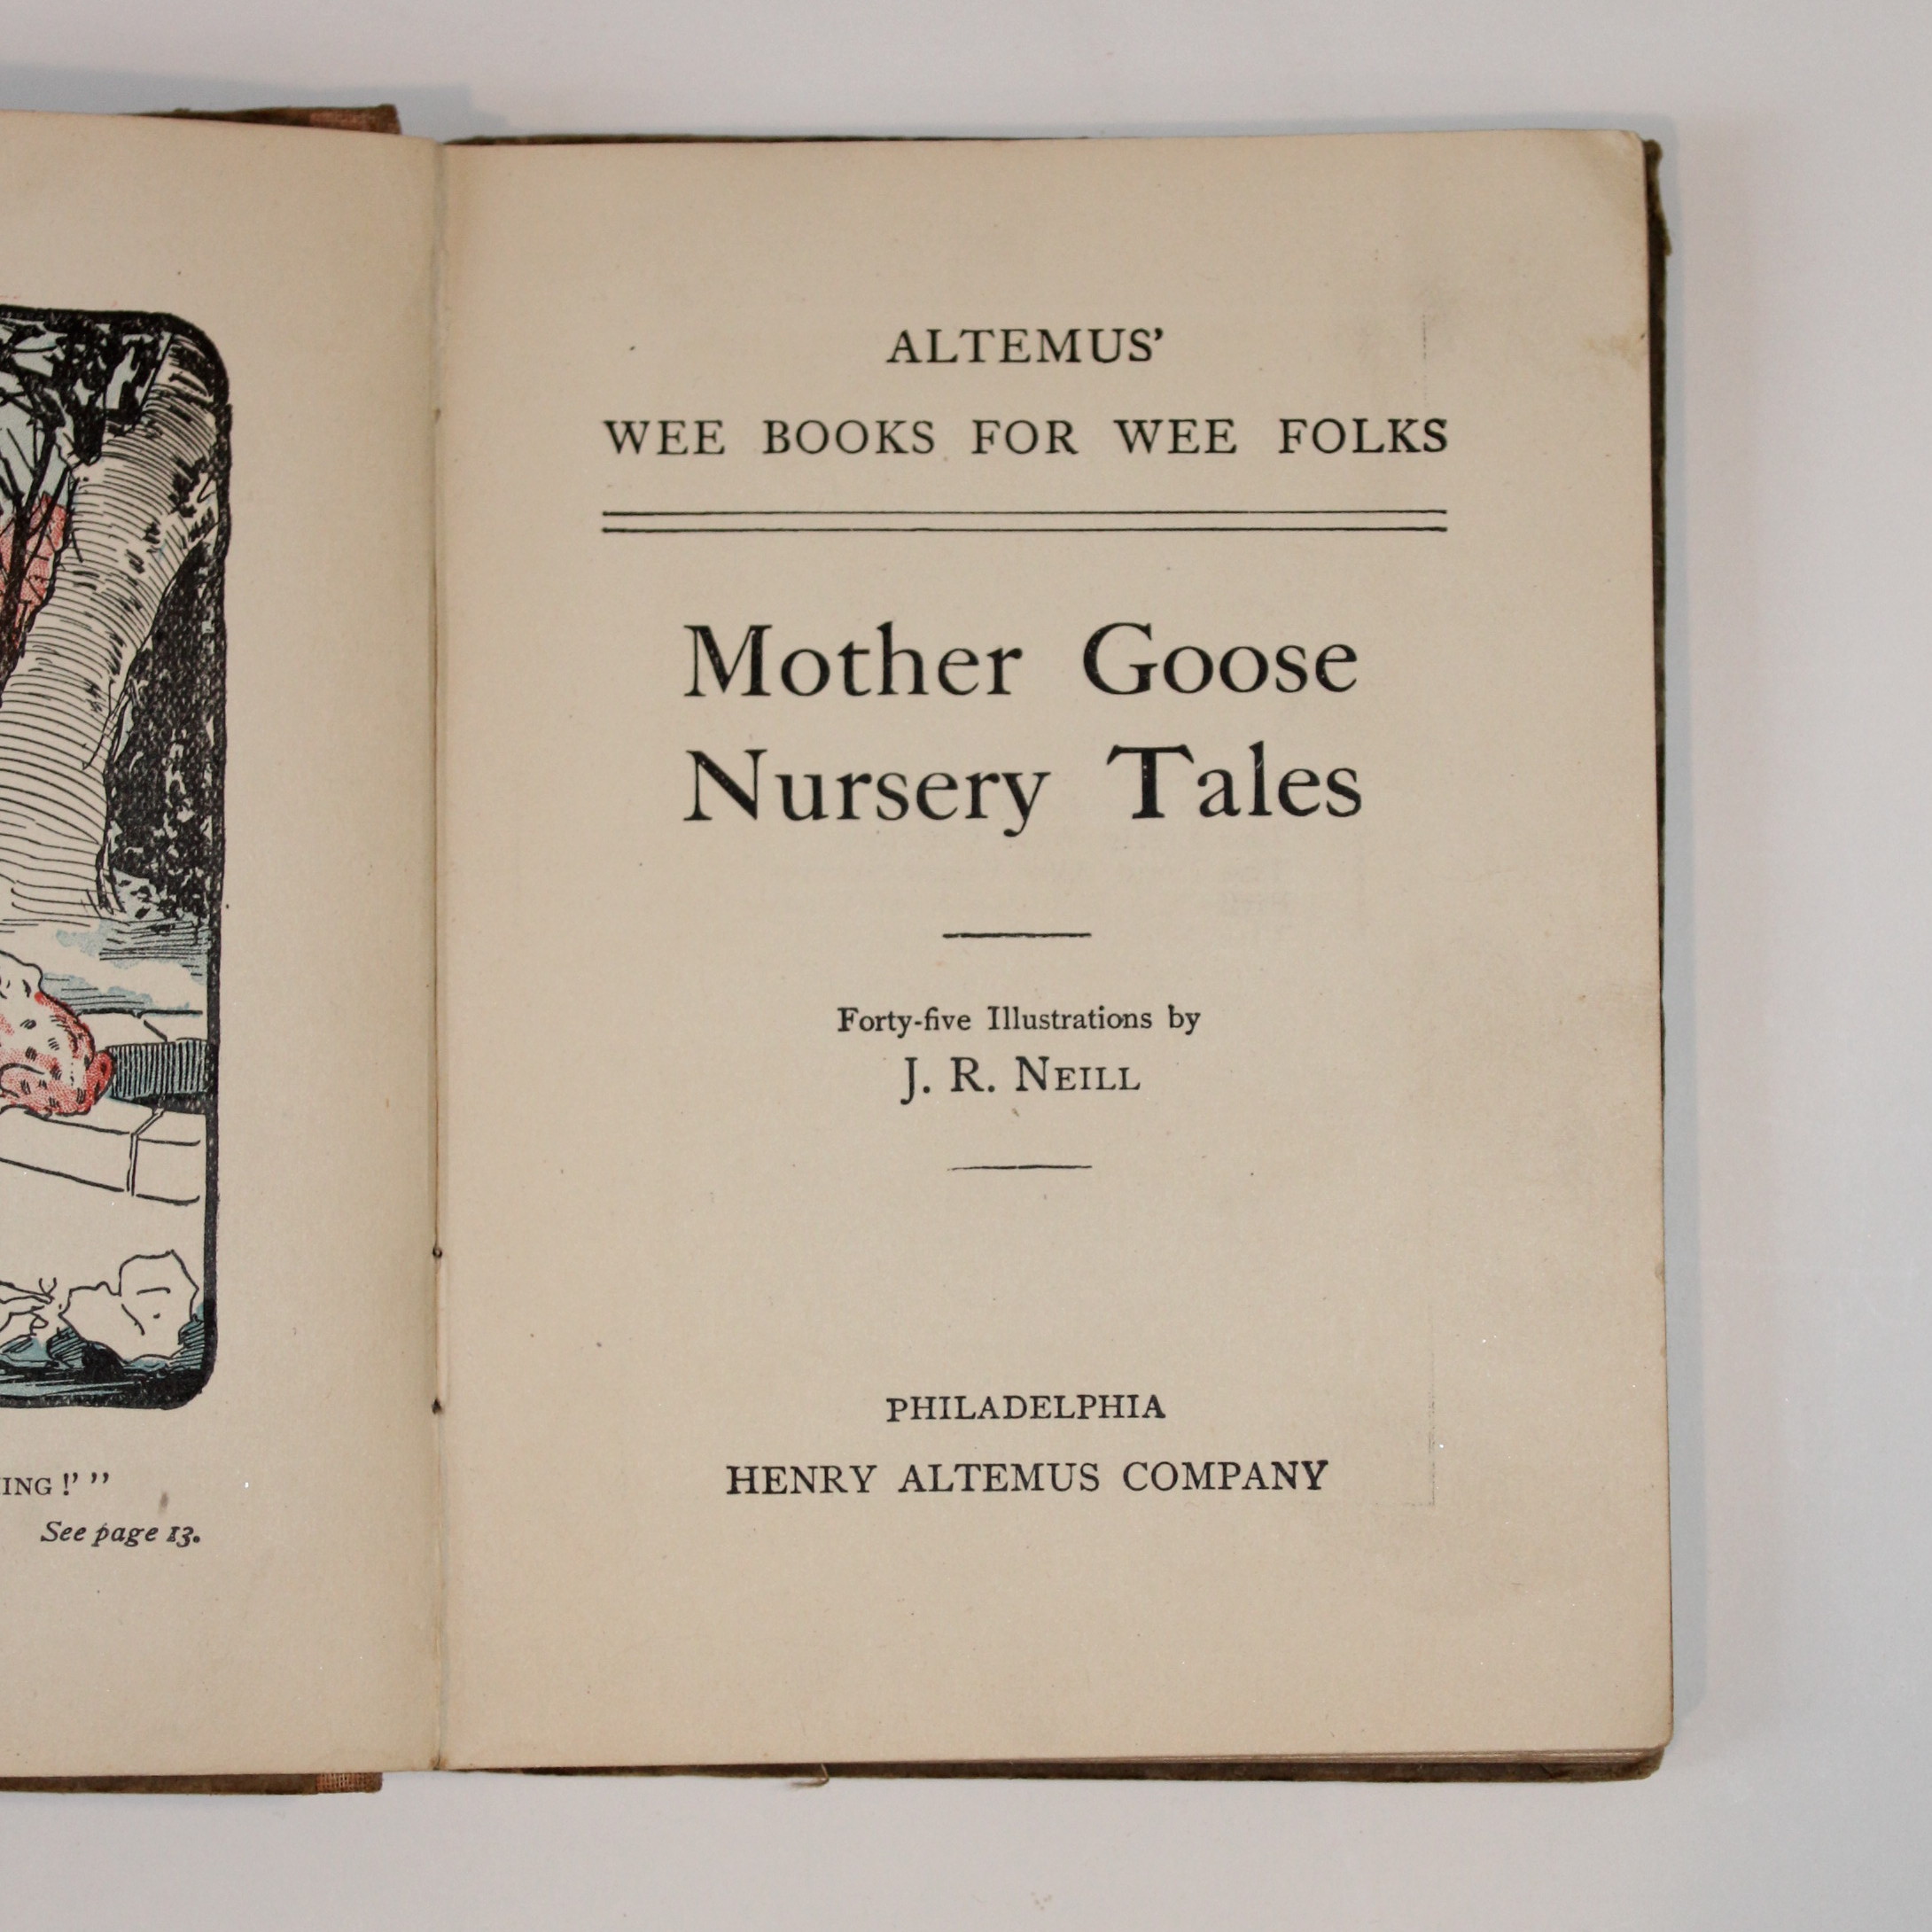 ING!' ”
See page 13.
ALTEMUS’
WEE BOOKS FOR WEE FOLKS
Mother Goose
Nursery Tales
Forty-five Illustrations by
J. R. NEILL
PHILADELPHIA
HENRY ALTEMUS COMPANY